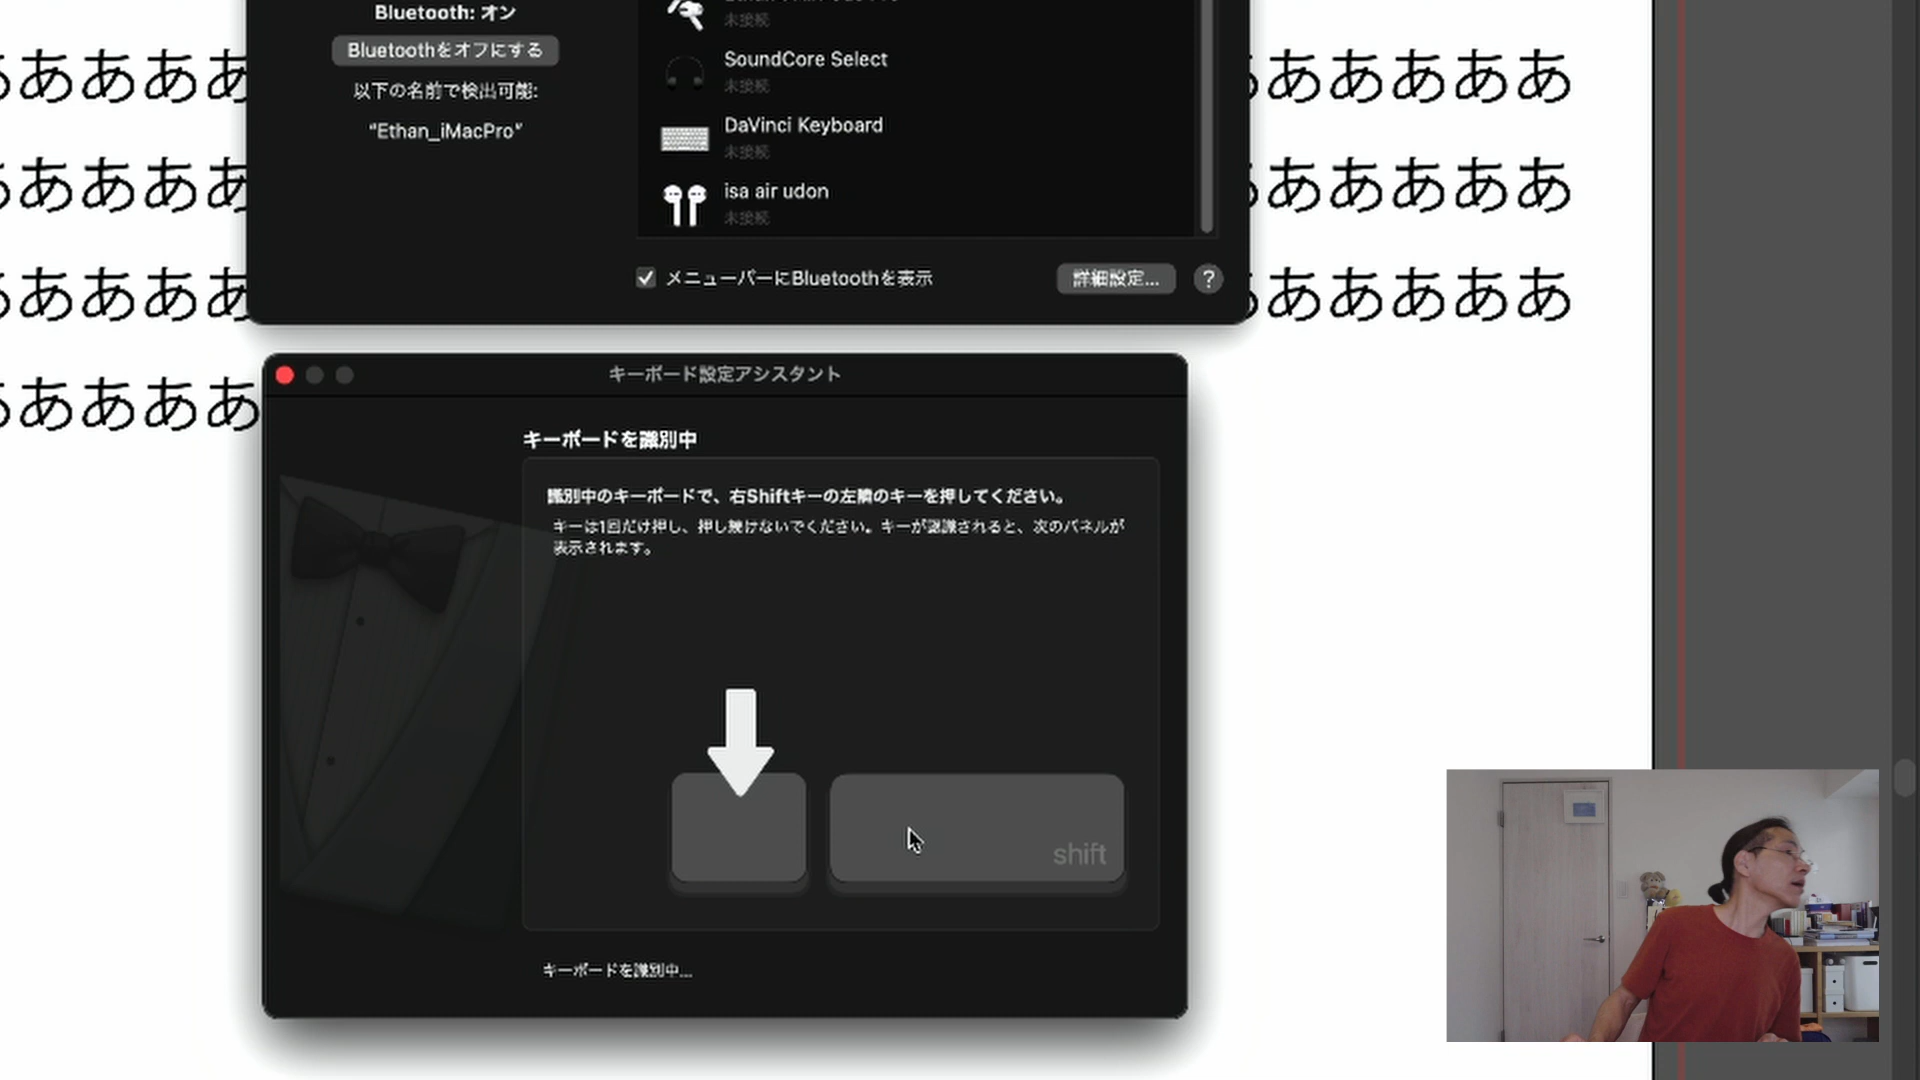 Bluetooth: オン
Bluetoothをオフにする
以下の名前で検出可能:
“Ethan_iMacPro”
未接続
SoundCore Select
未接続
DaVinci Keyboard
未接続
isa air udon
未接続
メニューバーにBluetoothを表示
詳細設定...
?
あああああ
あああああ
あああああ
あああああ
あああああ
あああああ
あああああ
キーボード設定アシスタント
キーボードを識別中
識別中のキーボードで、右Shiftキーの左隣のキーを押してください。
キーは1回だけ押し、押し続けないでください。キーが認識されると、次のパネルが
表示されます。
shift
キーボードを識別中...